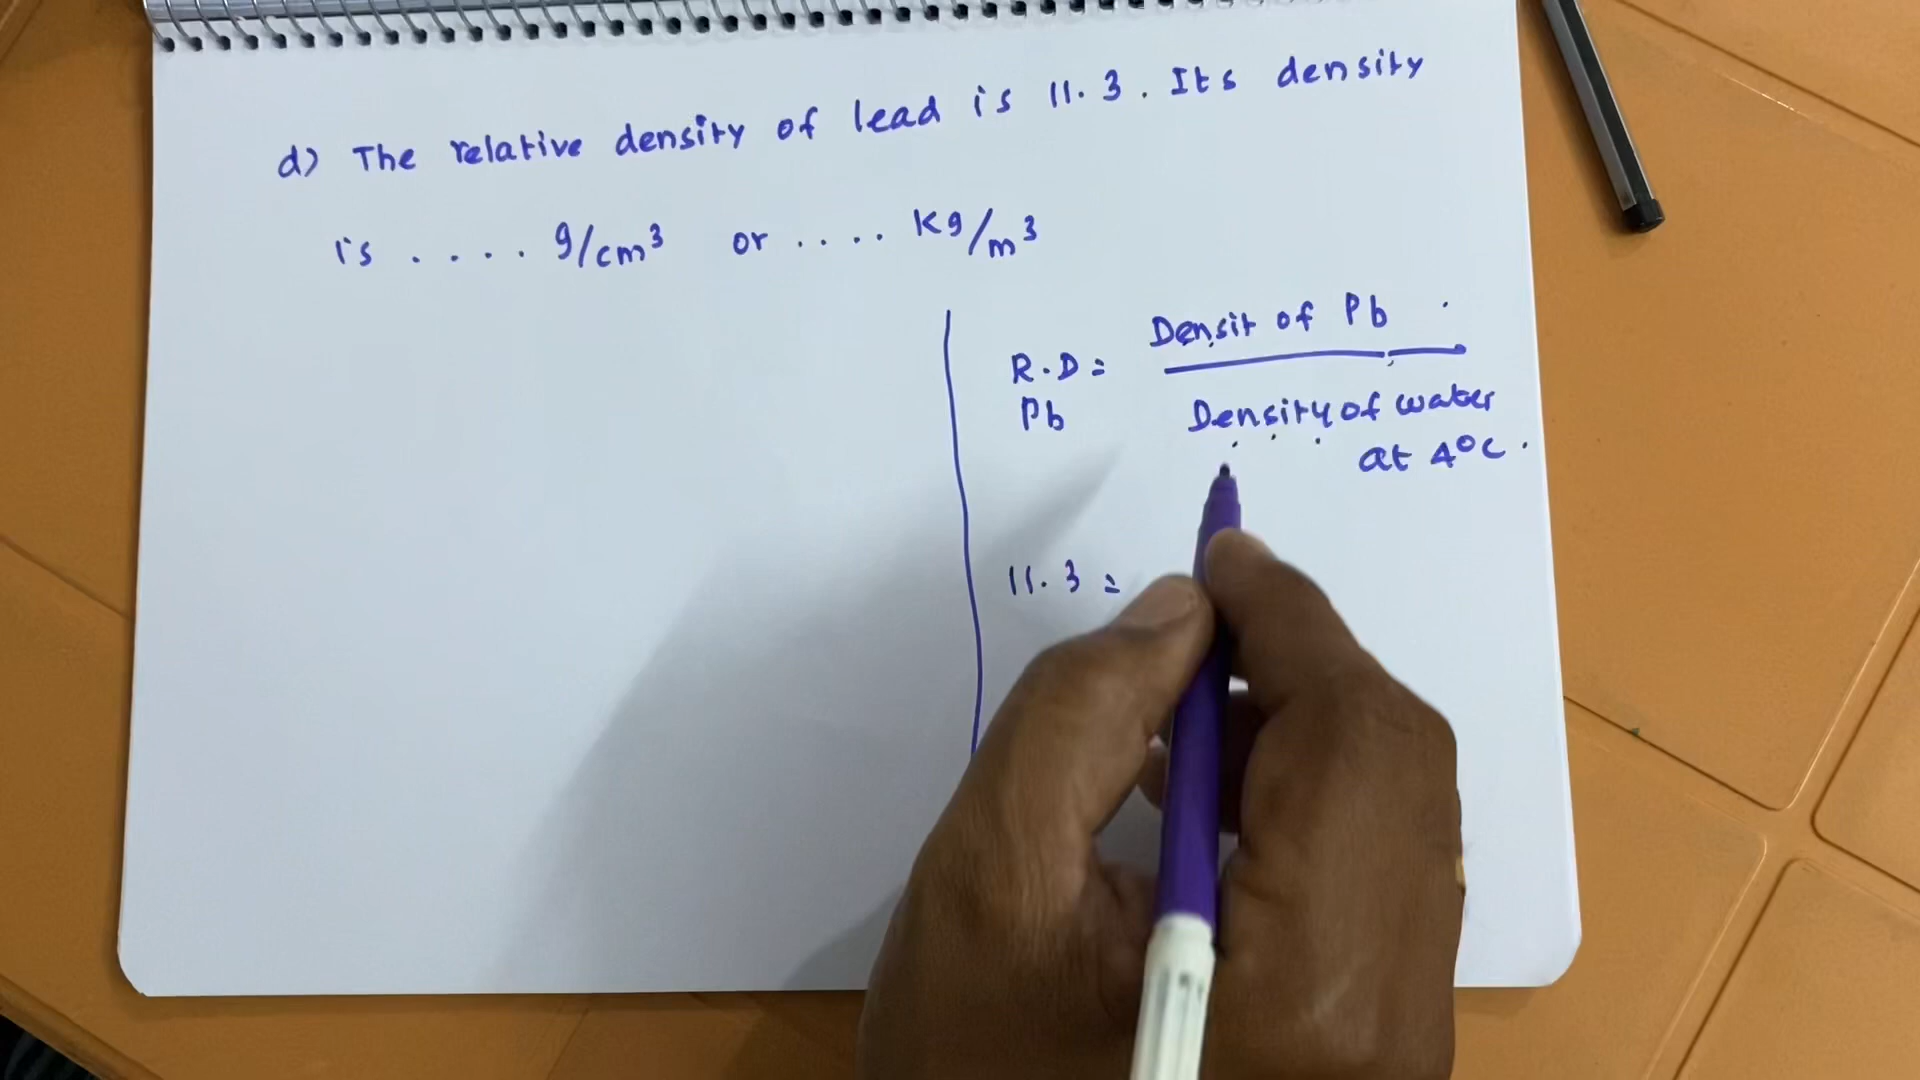 d) The relative density of lead is 11.3. Its density
is .... g/cm³ or .... Kg/m³
Densit of Pb
R.D =
Pb
Density of water
at 4°C.
11.3 =